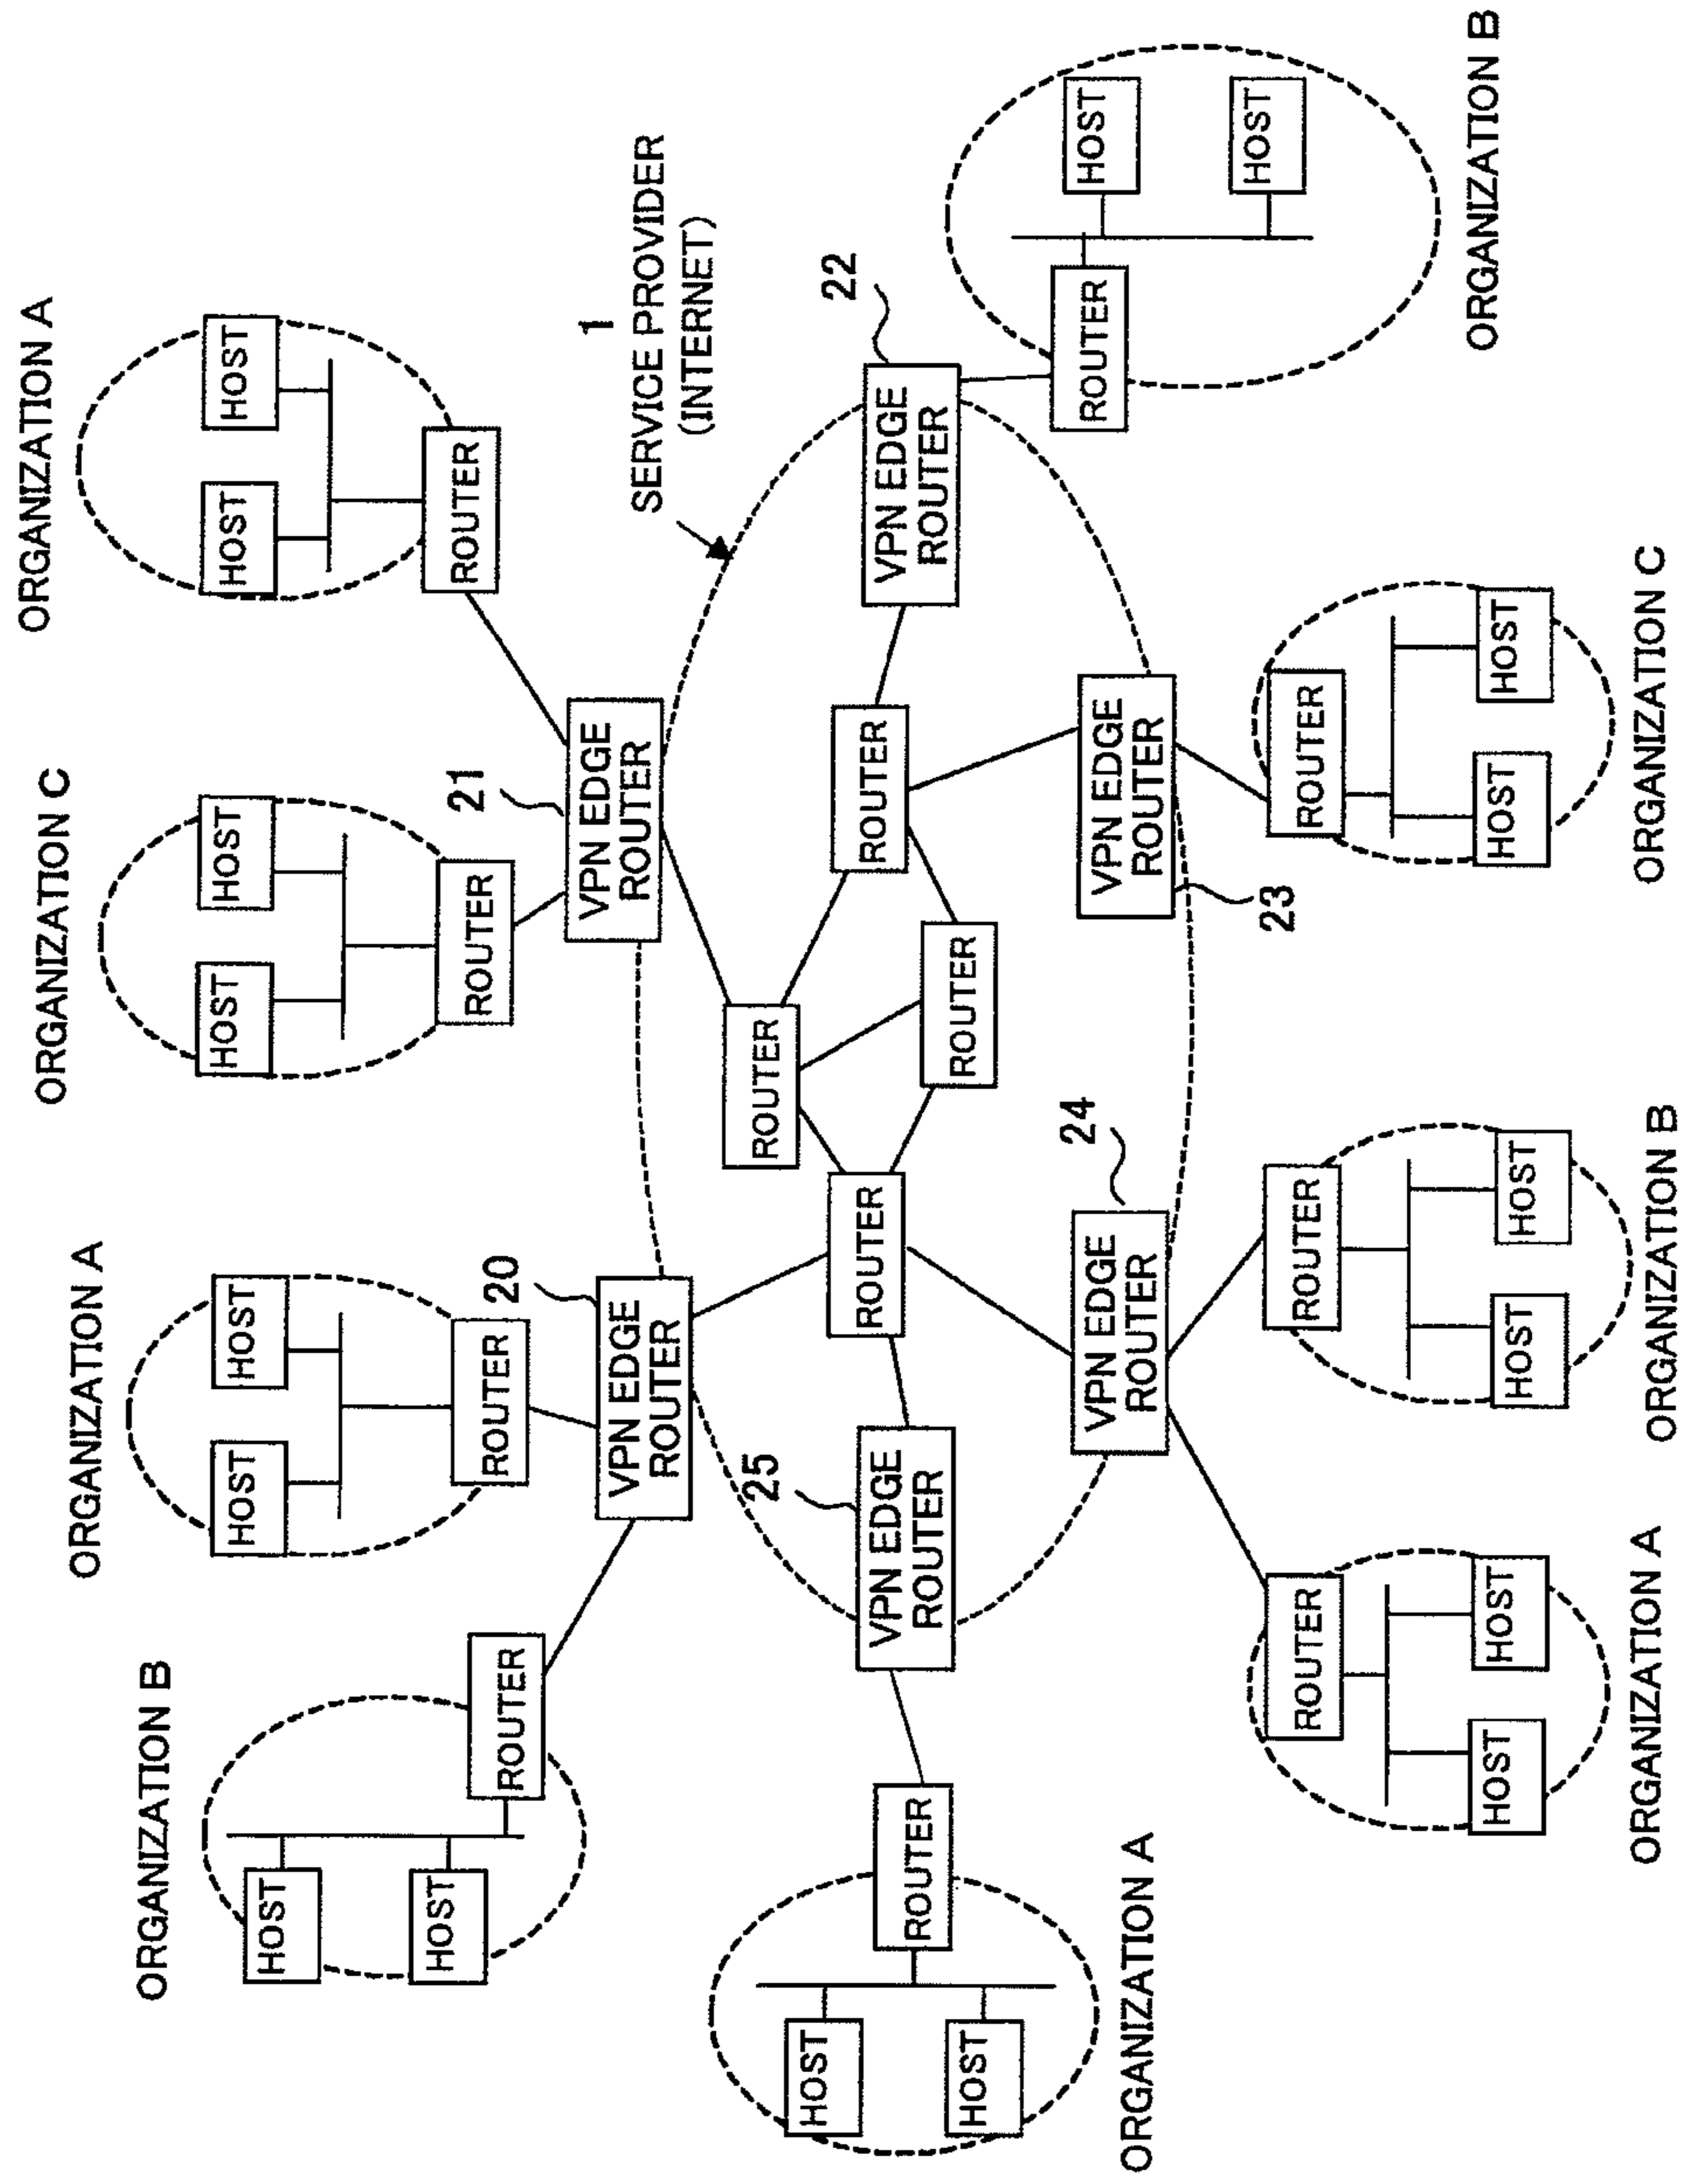 ORGANIZATION B
HOST
HOST
ROUTER
ORGANIZATION A
HOST
HOST
ROUTER
ORGANIZATION C
HOST
HOST
ROUTER
ORGANIZATION A
HOST
HOST
ROUTER
20
VPN EDGE
ROUTER
21
VPN EDGE
ROUTER
1
SERVICE PROVIDER
(INTERNET)
HOST
HOST
ROUTER
ORGANIZATION A
25
VPN EDGE
ROUTER
ROUTER
ROUTER
ROUTER
ROUTER
22
VPN EDGE
ROUTER
ROUTER
HOST
HOST
ORGANIZATION B
24
VPN EDGE
ROUTER
VPN EDGE
ROUTER
23
ROUTER
HOST
HOST
ORGANIZATION A
ROUTER
HOST
HOST
ORGANIZATION B
ROUTER
HOST
HOST
ORGANIZATION C